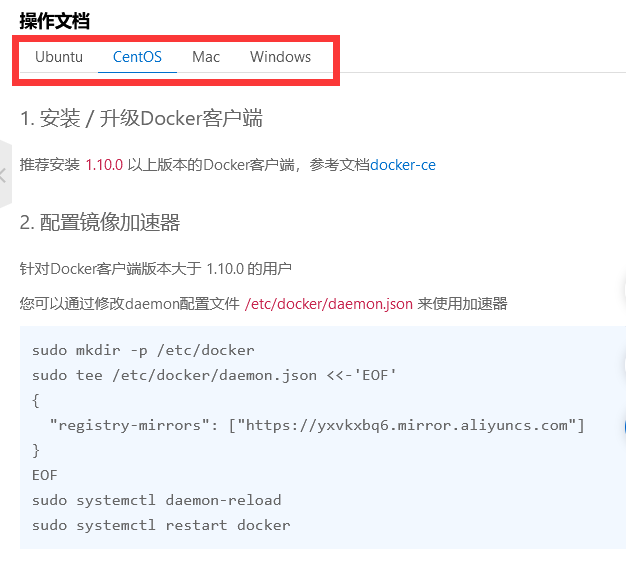 操作文档
Ubuntu CentOS Mac Windows
1. 安装 / 升级Docker客户端
推荐安装 1.10.0 以上版本的Docker客户端，参考文档docker-ce
2. 配置镜像加速器
针对Docker客户端版本大于 1.10.0 的用户
您可以通过修改daemon配置文件 /etc/docker/daemon.json 来使用加速器
sudo mkdir -p /etc/docker
sudo tee /etc/docker/daemon.json <<-'EOF'
{
  "registry-mirrors": ["https://yxvkxbq6.mirror.aliyuncs.com"]
}
EOF
sudo systemctl daemon-reload
sudo systemctl restart docker